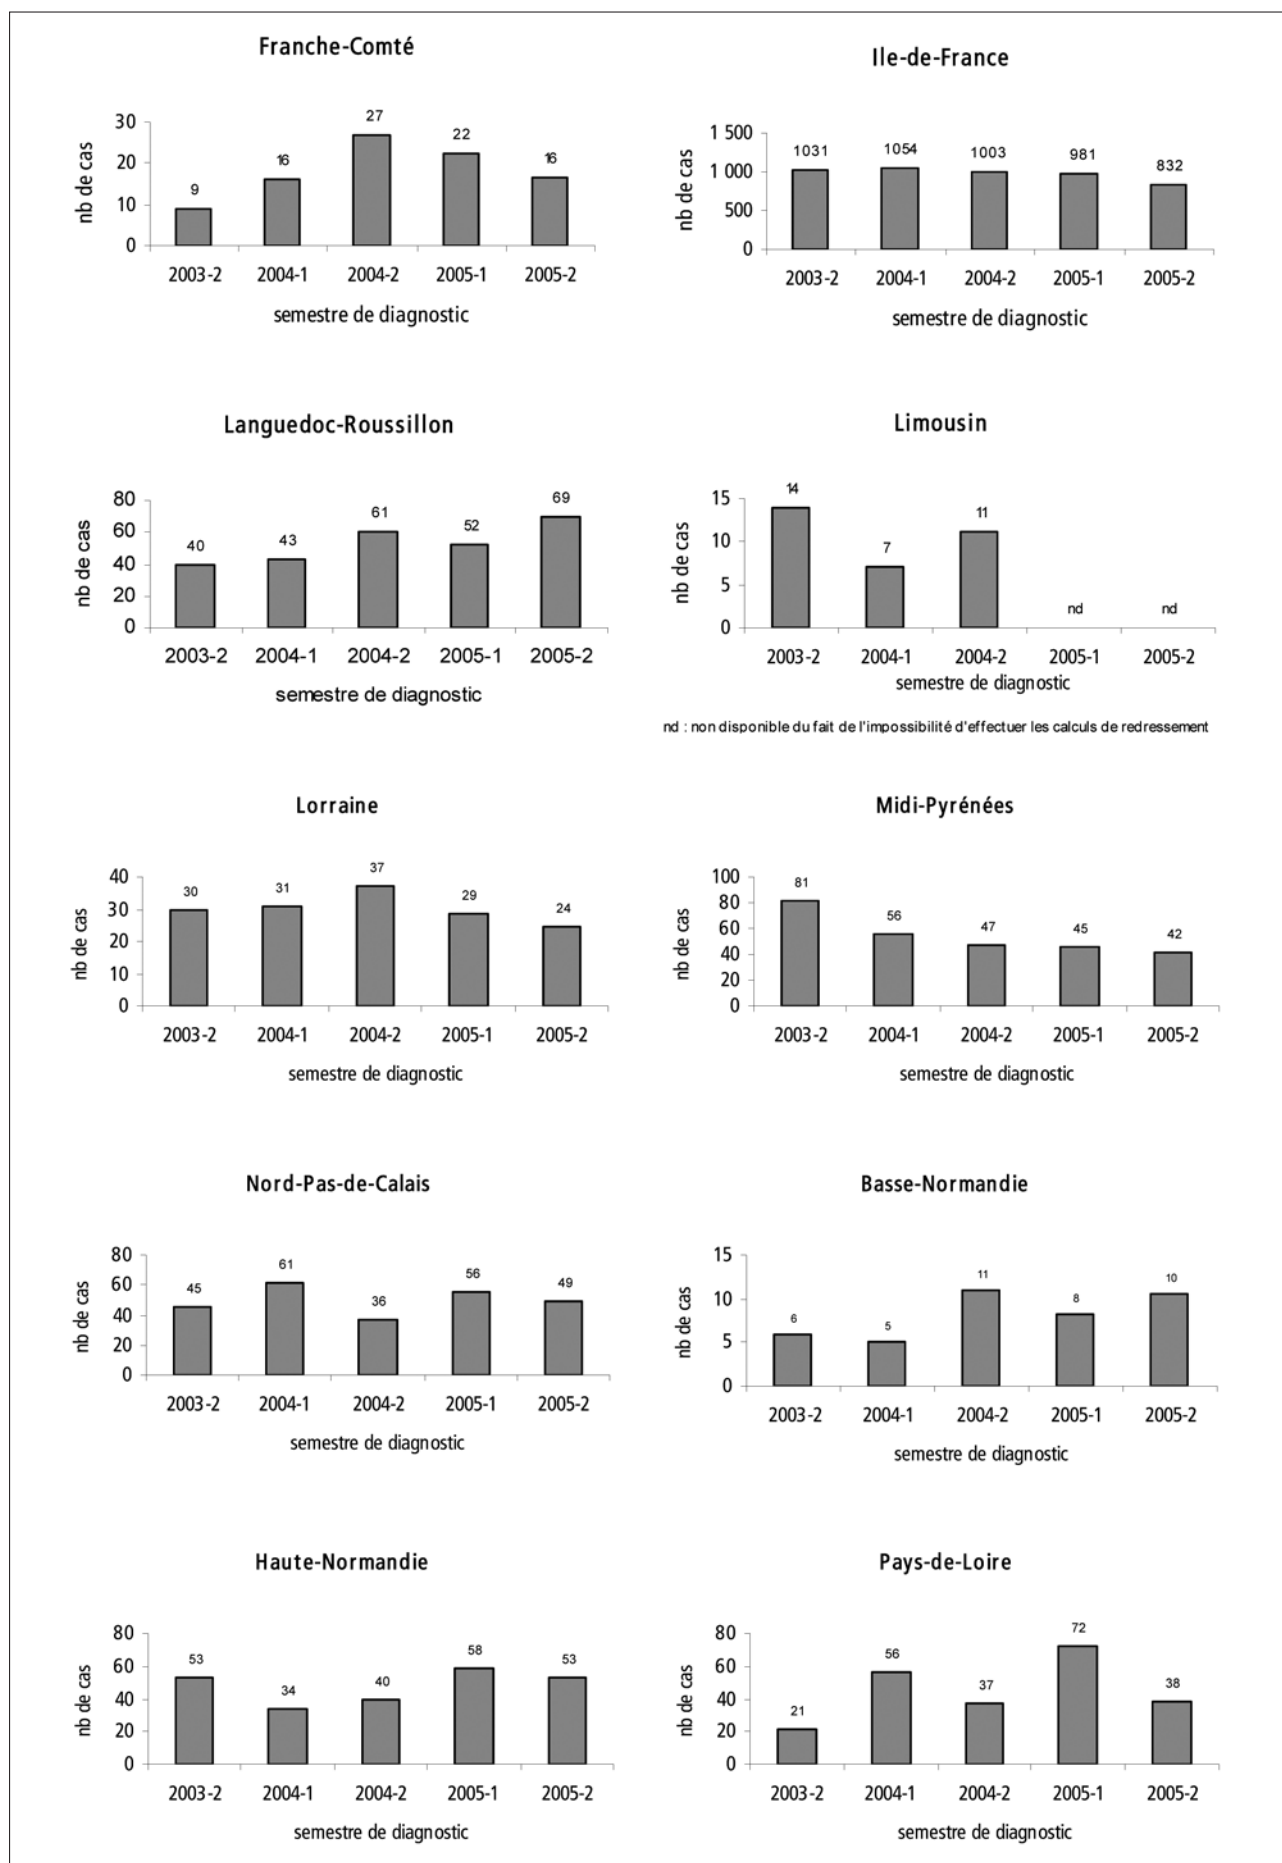 Franche-Comté
nb de cas
30
20
10
0
9
16
27
22
16
2003-2 2004-1 2004-2 2005-1 2005-2
semestre de diagnostic
Ile-de-France
nb de cas
1 500
1 000
500
0
1031
1054
1003
981
832
2003-2 2004-1 2004-2 2005-1 2005-2
semestre de diagnostic
Languedoc-Roussillon
nb de cas
80
60
40
20
0
40
43
61
52
69
2003-2 2004-1 2004-2 2005-1 2005-2
semestre de diagnostic
Limousin
nb de cas
15
10
5
0
14
7
11
nd
nd
2003-2 2004-1 2004-2 2005-1 2005-2
semestre de diagnostic
nd : non disponible du fait de l'impossibilité d'effectuer les calculs de redressement
Lorraine
nb de cas
40
30
20
10
0
30
31
37
29
24
2003-2 2004-1 2004-2 2005-1 2005-2
semestre de diagnostic
Midi-Pyrénées
nb de cas
100
80
60
40
20
0
81
56
47
45
42
2003-2 2004-1 2004-2 2005-1 2005-2
semestre de diagnostic
Nord-Pas-de-Calais
nb de cas
80
60
40
20
0
45
61
36
56
49
2003-2 2004-1 2004-2 2005-1 2005-2
semestre de diagnostic
Basse-Normandie
nb de cas
15
10
5
0
6
5
11
8
10
2003-2 2004-1 2004-2 2005-1 2005-2
semestre de diagnostic
Haute-Normandie
nb de cas
80
60
40
20
0
53
34
40
58
53
2003-2 2004-1 2004-2 2005-1 2005-2
semestre de diagnostic
Pays-de-Loire
nb de cas
80
60
40
20
0
21
56
37
72
38
2003-2 2004-1 2004-2 2005-1 2005-2
semestre de diagnostic